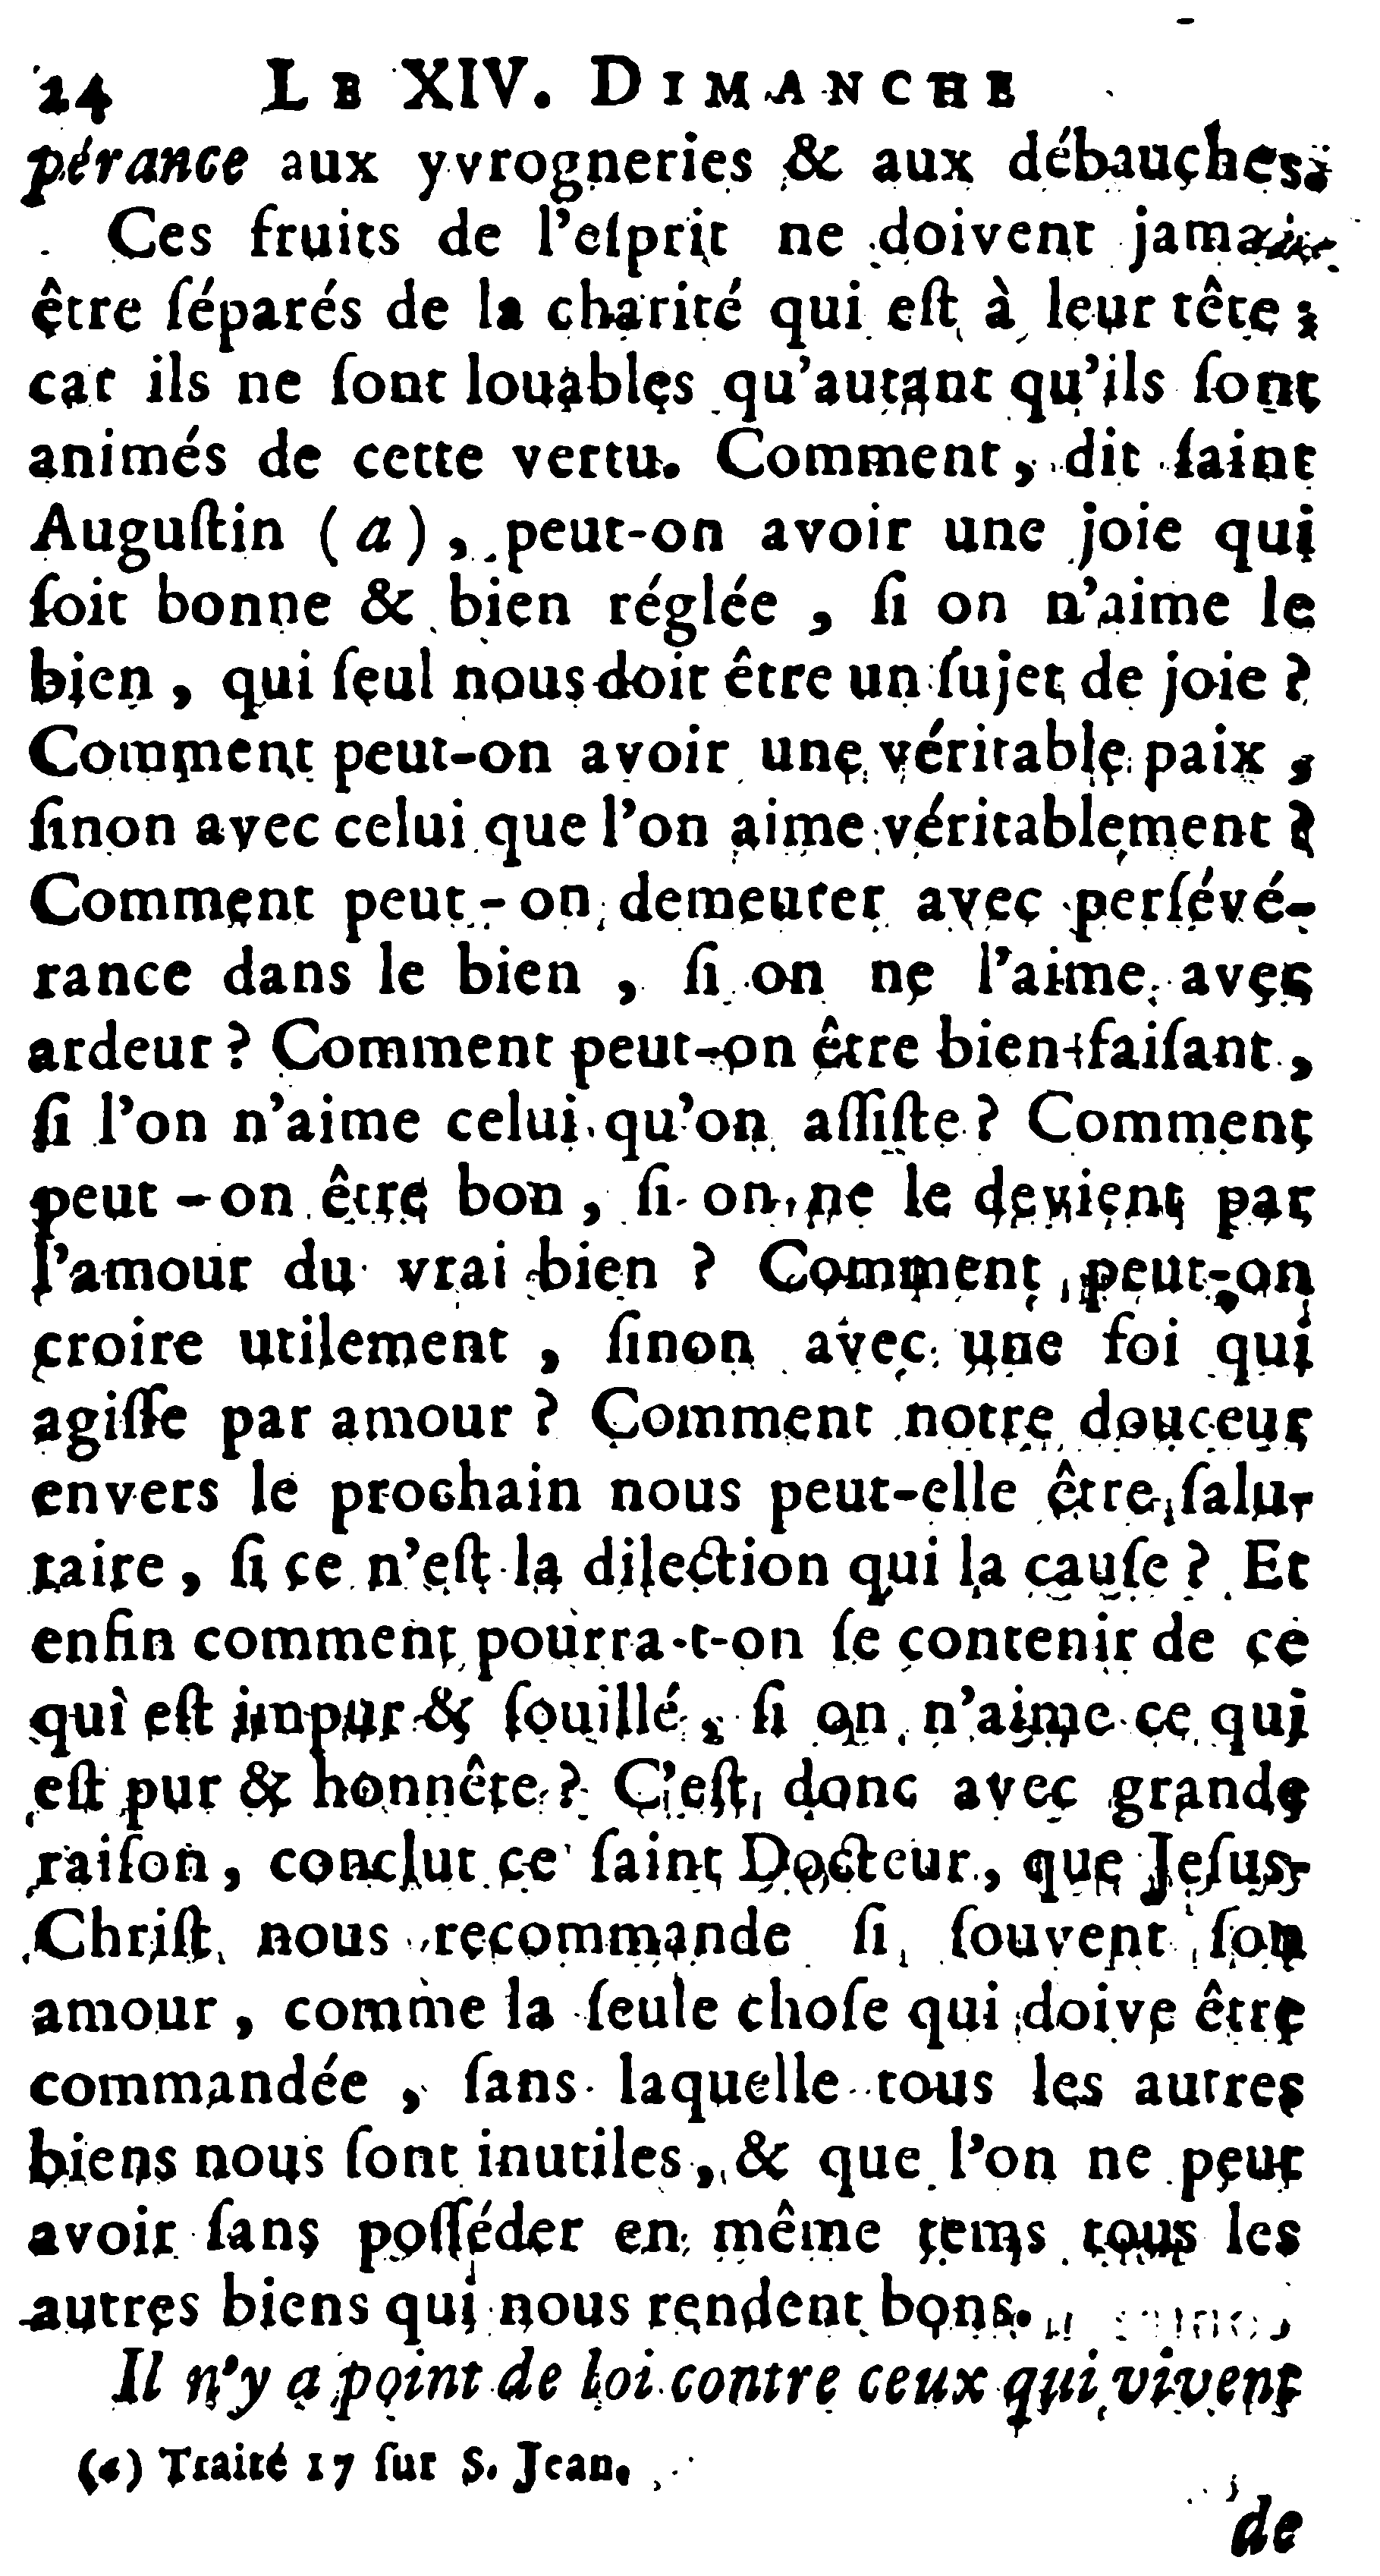 24 LE XIV. DIMANCHE
pérance aux yvrogneries & aux débauches.
Ces fruits de l'eſprit ne doivent jamais
être ſéparés de la charité qui eſt à leur tête ;
car ils ne ſont louables qu'autant qu'ils ſont
animés de cette vertu. Comment, dit ſaint
Auguſtin (a), peut-on avoir une joie qui
ſoit bonne & bien réglée , ſi on n'aime le
bien , qui ſeul nous doit être un ſujet de joie ?
Comment peut-on avoir une véritable paix ,
ſinon avec celui que l'on aime véritablement ?
Comment peut-on demeurer avec perſévé-
rance dans le bien , ſi on ne l'aime avec
ardeur ? Comment peut-on être bien-faiſant,
ſi l'on n'aime celui qu'on aſſiſte ? Comment
peut-on être bon, ſi on ne le devient par
l'amour du vrai bien ? Comment peut-on
croire utilement , ſinon avec une foi qui
agiſſe par amour ? Comment notre douceur
envers le prochain nous peut-elle être ſalu-
taire, ſi ce n'eſt la dilection qui la cauſe ? Et
enfin comment pourra-t-on ſe contenir de ce
qui eſt impur & ſouillé, ſi on n'aime ce qui
eſt pur & honnête ? C'eſt donc avec grande
raiſon, conclut ce ſaint Docteur, que Jeſus-
Chriſt nous recommande ſi ſouvent ſon
amour, comme la ſeule choſe qui doive être
commandée , ſans laquelle tous les autres
biens nous ſont inutiles, & que l'on ne peut
avoir ſans poſſéder en même tems tous les
autres biens qui nous rendent bons.
Il n'y a point de loi contre ceux qui vivent
(a) Traité 17 ſur S. Jean.
de